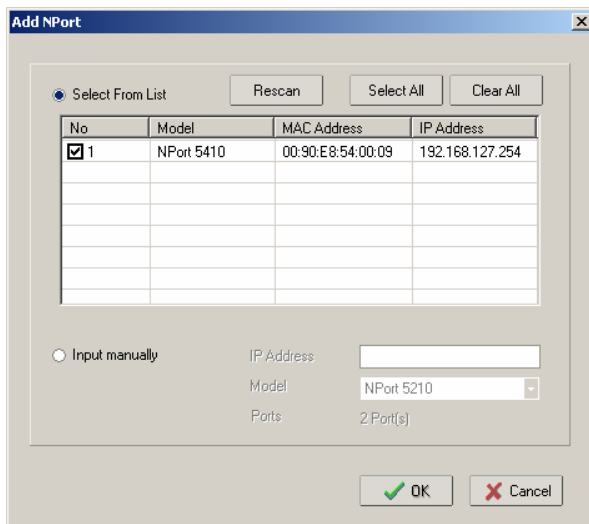 Add NPort
Select From List Rescan Select All Clear All
No Model MAC Address IP Address
1 NPort 5410 00:90:E8:54:00:09 192.168.127.254
Input manually IP Address
Model NPort 5210
Ports 2 Port(s)
OK Cancel